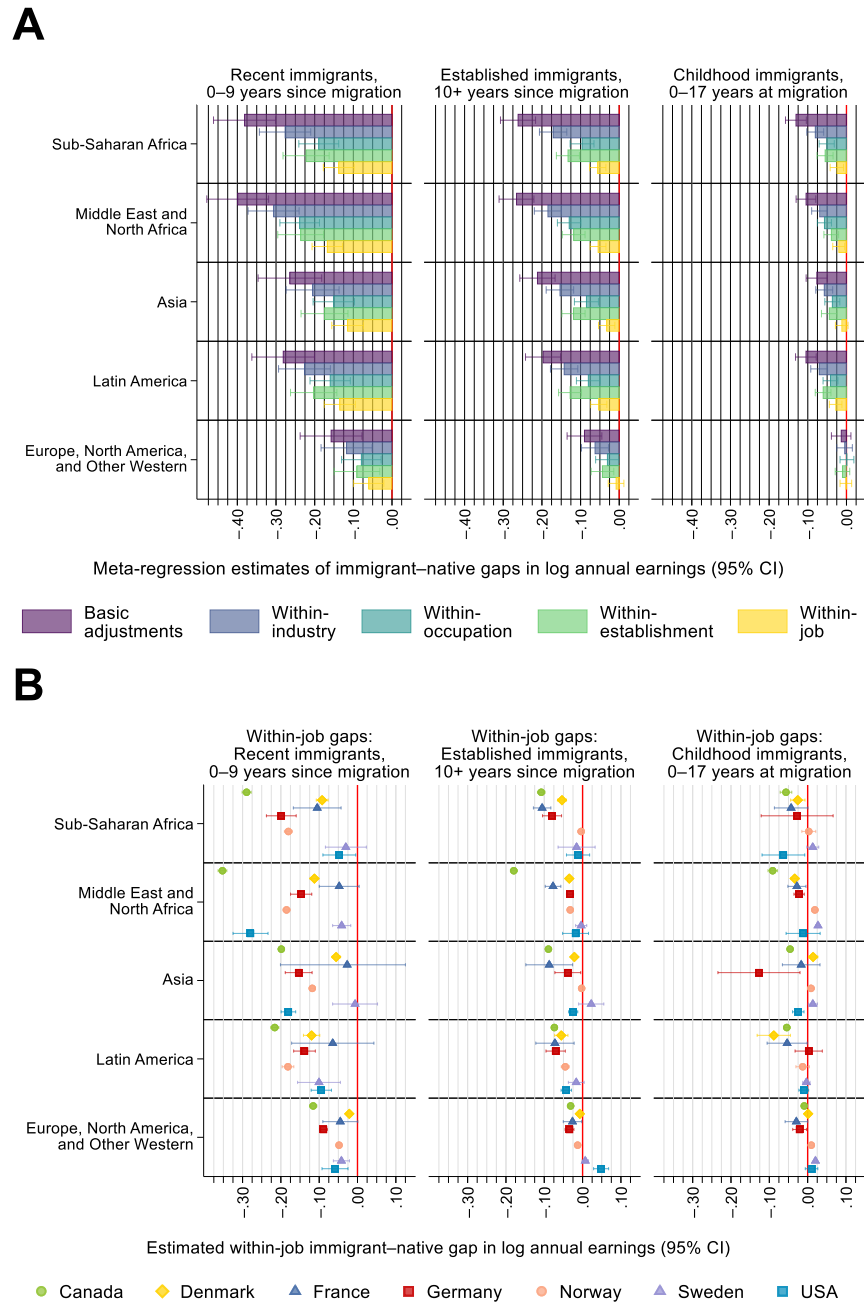 A
Recent immigrants,
0–9 years since migration
Established immigrants,
10+ years since migration
Childhood immigrants,
0–17 years at migration
Sub-Saharan Africa
Middle East and
North Africa
Asia
Latin America
Europe, North America,
and Other Western
–.40 –.30 –.20 –.10 .00
–.40 –.30 –.20 –.10 .00
–.40 –.30 –.20 –.10 .00
Meta-regression estimates of immigrant–native gaps in log annual earnings (95% CI)
Basic
adjustments
Within-
industry
Within-
occupation
Within-
establishment
Within-
job
B
Within-job gaps:
Recent immigrants,
0–9 years since migration
Within-job gaps:
Established immigrants,
10+ years since migration
Within-job gaps:
Childhood immigrants,
0–17 years at migration
Sub-Saharan Africa
Middle East and
North Africa
Asia
Latin America
Europe, North America,
and Other Western
–.30 –.20 –.10 .00 .10
–.30 –.20 –.10 .00 .10
–.30 –.20 –.10 .00 .10
Estimated within-job immigrant–native gap in log annual earnings (95% CI)
Canada Denmark France Germany Norway Sweden USA